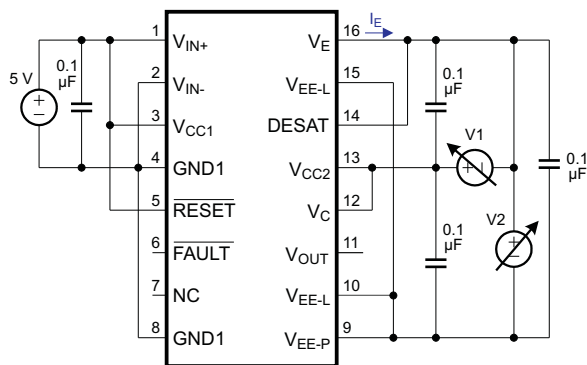 I_E
1 V_IN+ V_E 16
2 V_IN- V_EE-L 15
3 V_CC1 DESAT 14
4 GND1 V_CC2 13
5 RESET V_C 12
6 FAULT V_OUT 11
7 NC V_EE-L 10
8 GND1 V_EE-P 9
5 V
+
−
0.1
µF
0.1
µF
V1
+
−
0.1
µF
V2
+
−
0.1
µF